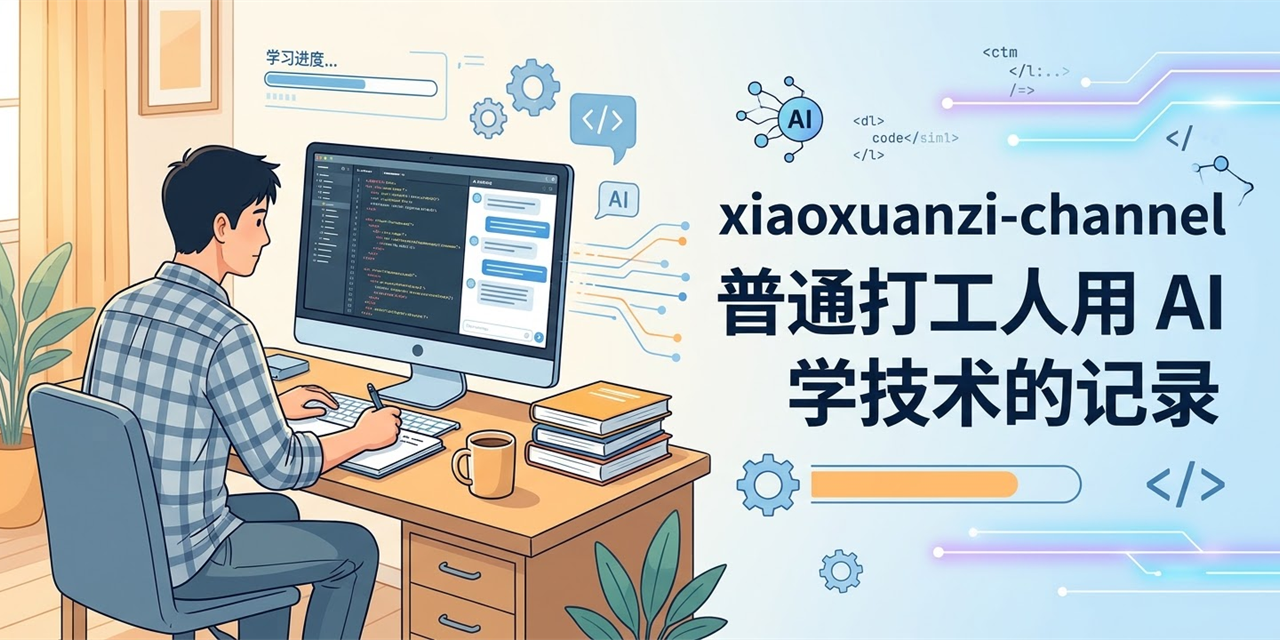 学习进度...
</>
AI
AI
<ctm
</l:..>
/=>
<dl>
code</siml>
</l>
</
xiaoxuanzi-channel
普通打工人用 AI
学技术的记录
</>